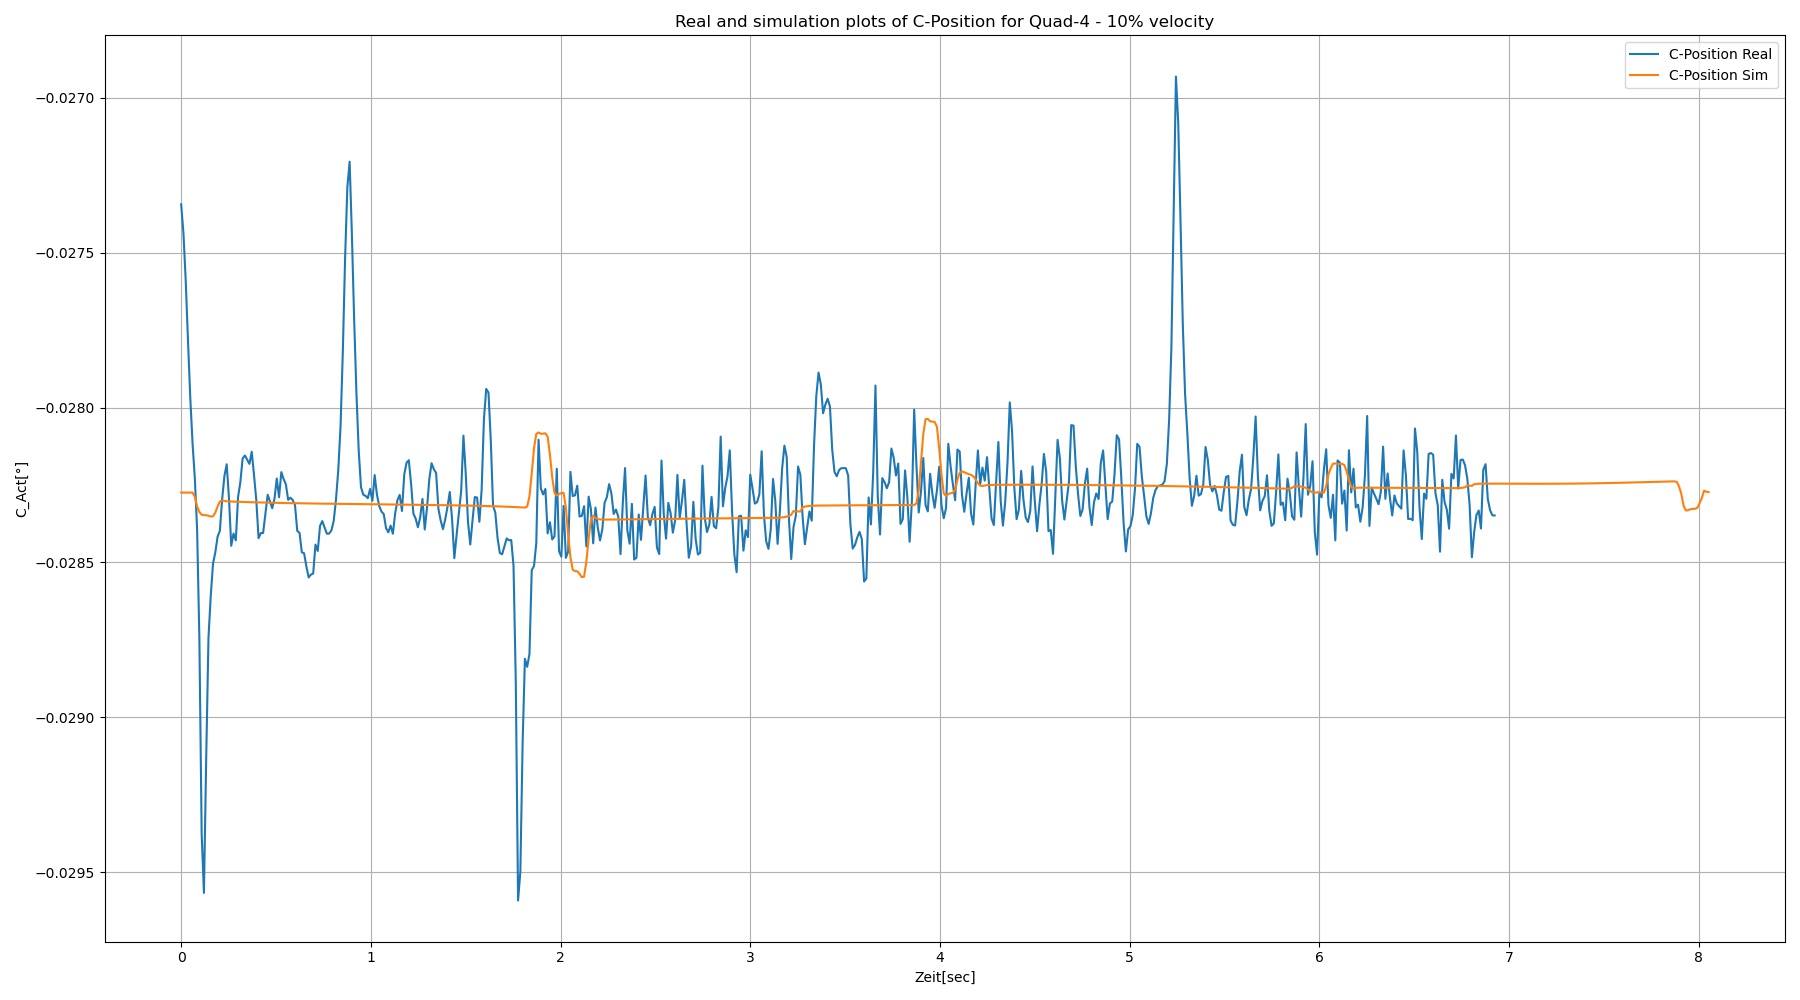 Real and simulation plots of C-Position for Quad-4 - 10% velocity
C-Position Real
C-Position Sim
−0.0270
−0.0275
−0.0280
−0.0285
−0.0290
−0.0295
C_Act[°]
0 1 2 3 4 5 6 7 8
Zeit[sec]